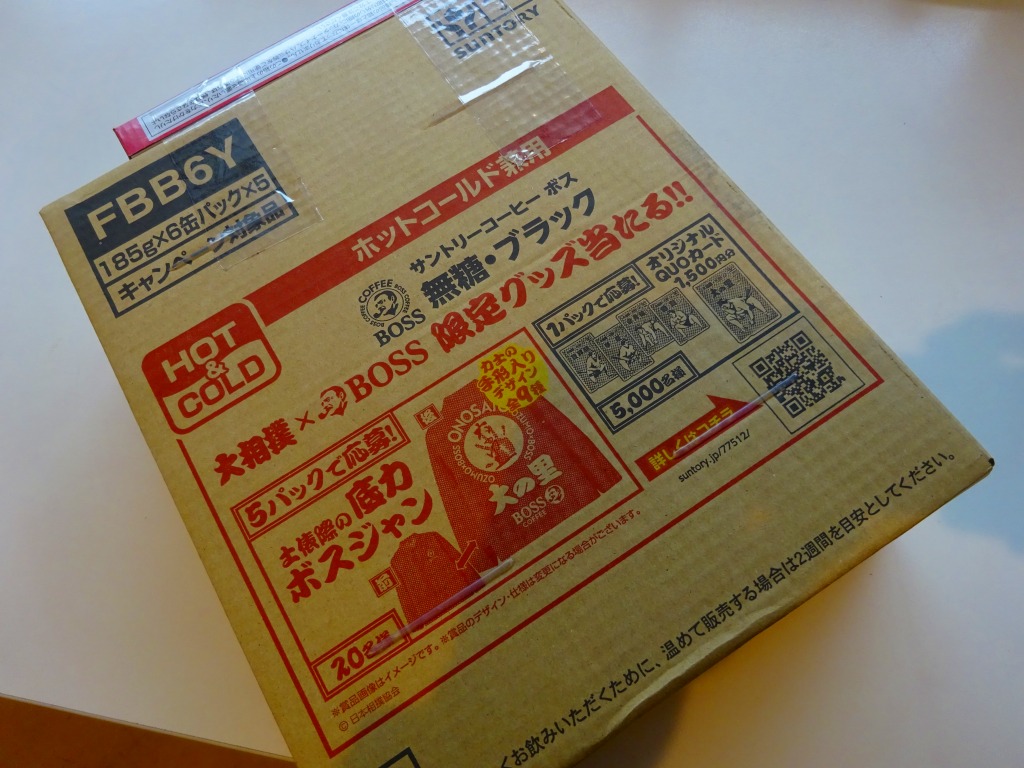 SUNTORY
FBB6Y
185g×6缶パック×5
キャンペーン対象品
ホットコールド兼用
HOT
&
COLD
サントリーコーヒー ボス
無糖・ブラック
BOSS COFFEE
BOSS
大相撲×BOSS 限定グッズ当たる!!
5パックで応募!
土俵際の底力
ボスジャン
20名様
力士の
手形入り
デザイン
全9種
ONOSATO
大の里
BOSS
COFFEE
1パックで応募!
オリジナル
QUOカード
1,500円分
5,000名様
詳しくはコチラ
suntory.jp/77512/
※賞品画像はイメージです。※賞品のデザイン・仕様は変更になる場合がございます。
© 日本相撲協会
くお飲みいただくために、温めて販売する場合は2週間を目安としてください。